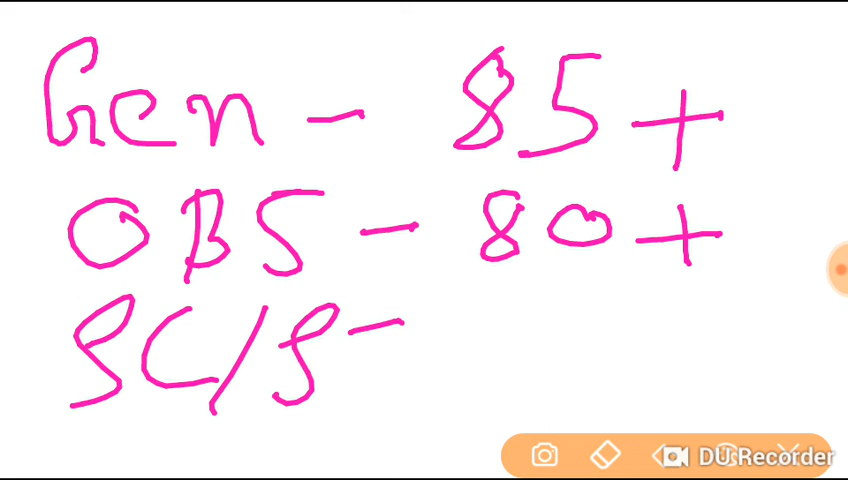 Gen - 85+
OBS - 80+
SC/S-
DU Recorder